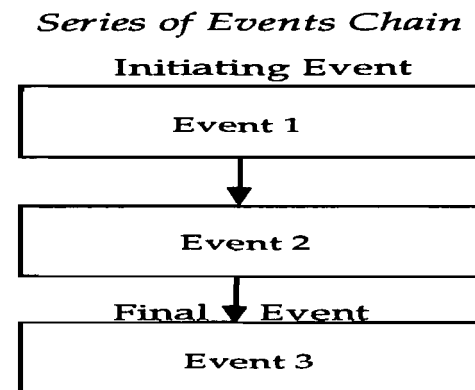 Series of Events Chain
Initiating Event
Event 1
Event 2
Final Event
Event 3